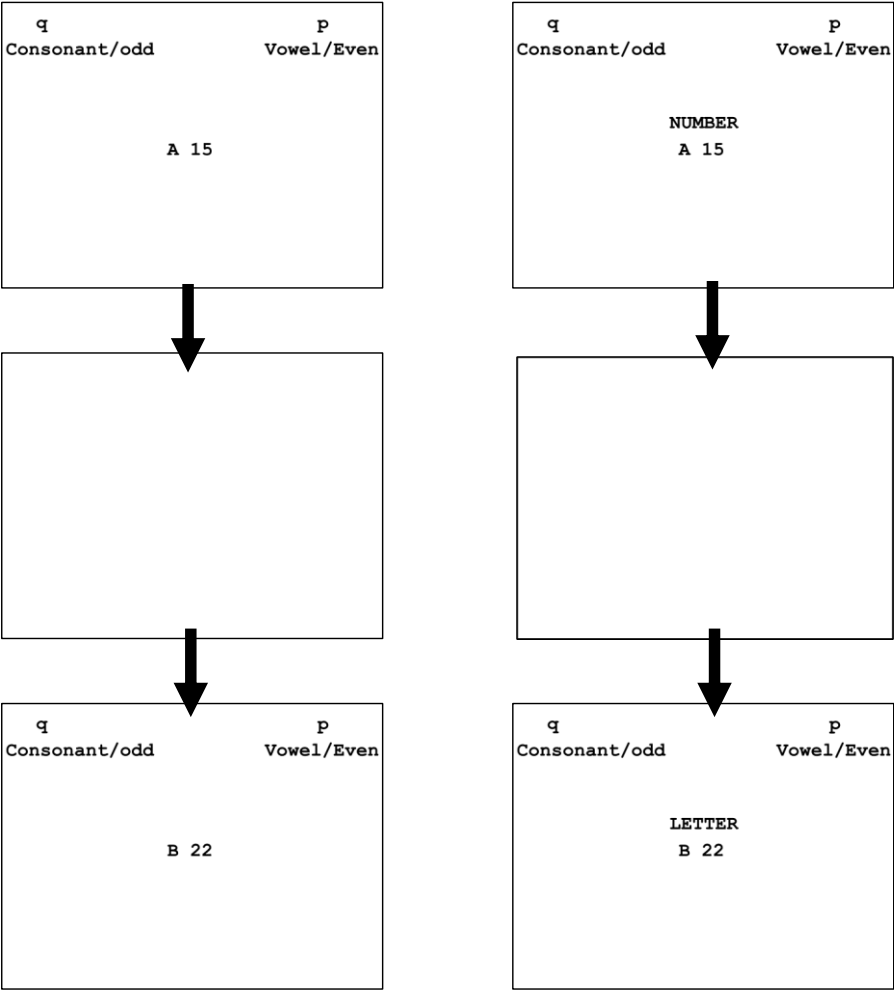 q p
Consonant/odd Vowel/Even
A 15
q p
Consonant/odd Vowel/Even
B 22
q p
Consonant/odd Vowel/Even
NUMBER
A 15
q p
Consonant/odd Vowel/Even
LETTER
B 22